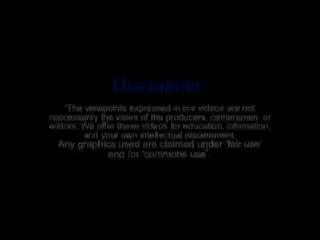 Disclaimer:
"The viewpoints expressed in our videos are not
necessarily the views of the producers, cameramen, or
editors. We offer these videos for education, information,
and your own intellectual discernment.
Any graphics used are claimed under 'fair use'
and /or 'commons use'.